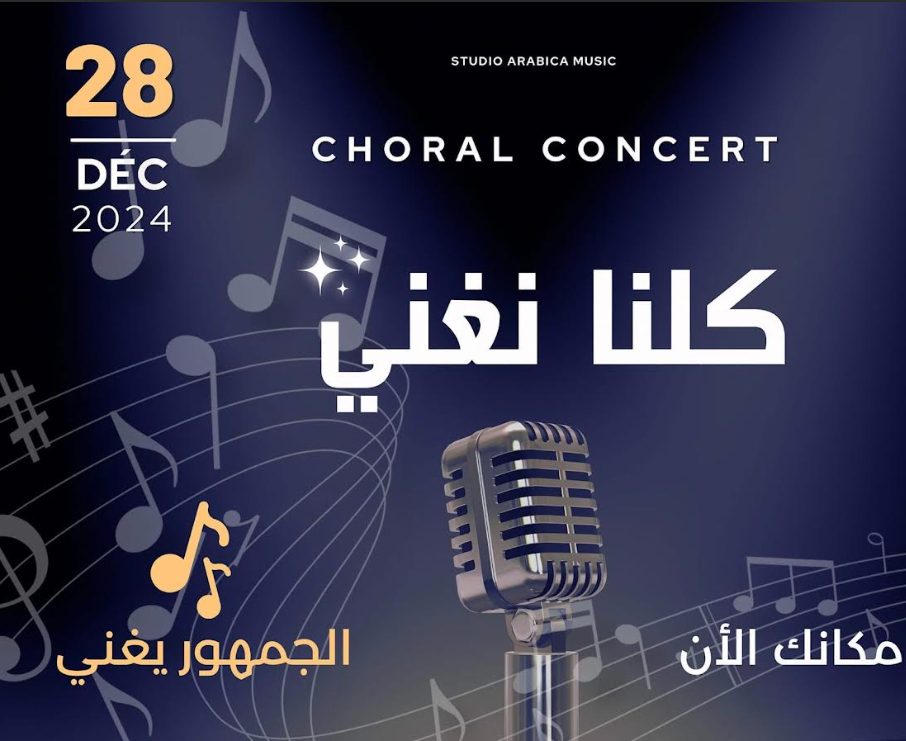 28
DÉC
2024
STUDIO ARABICA MUSIC
CHORAL CONCERT
كلنا نغني
الجمهور يغني
مكانك الأن